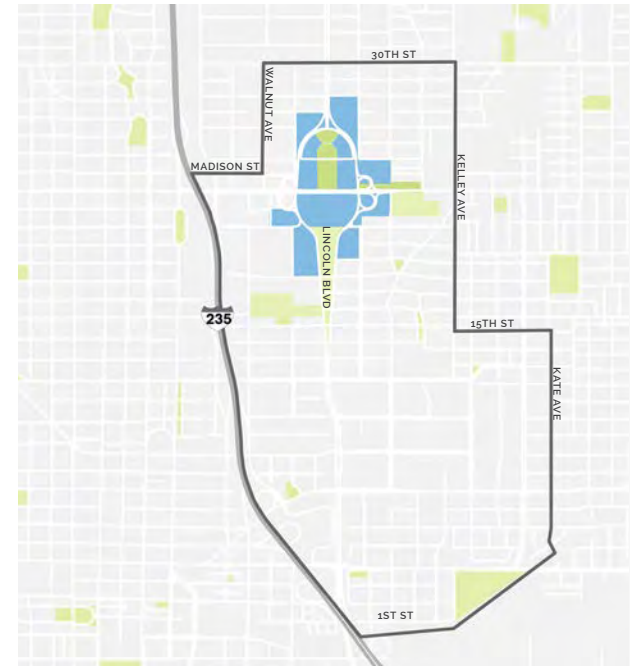 30TH ST
WALNUT AVE
MADISON ST
KELLEY AVE
LINCOLN BLVD
235
15TH ST
KATE AVE
1ST ST